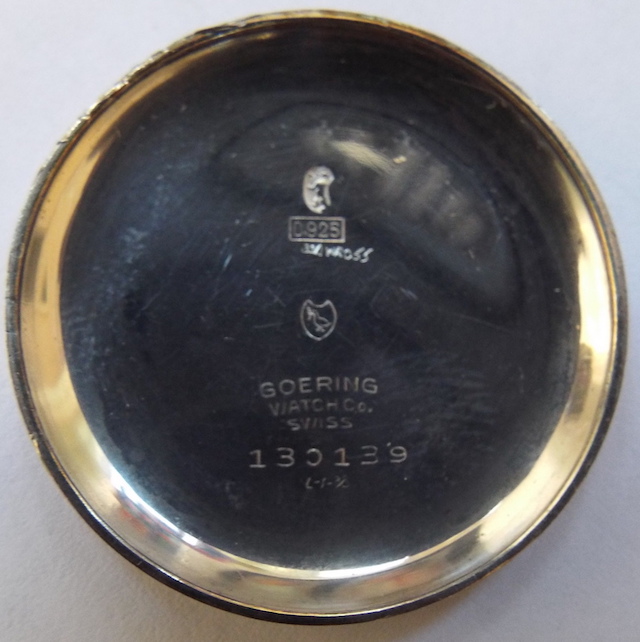 0.925
GOERING
WATCH Co.
SWISS
130139